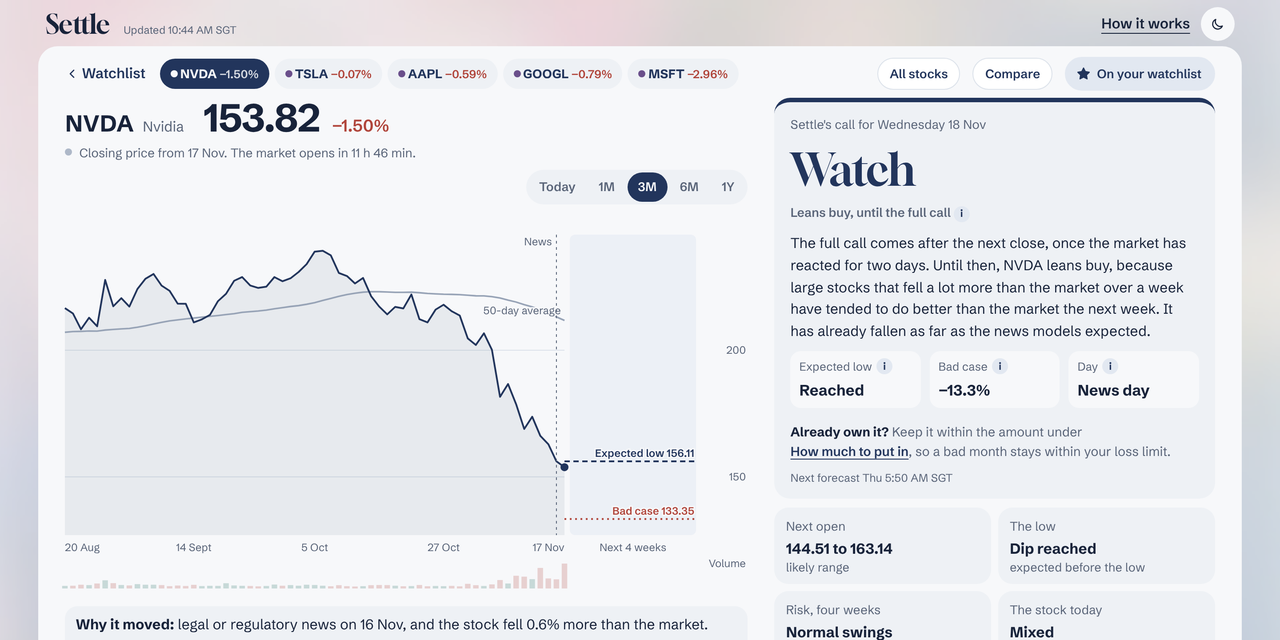 Settle Updated 10:44 AM SGT
How it works
Watchlist
NVDA −1.50%
TSLA −0.07%
AAPL −0.59%
GOOGL −0.79%
MSFT −2.96%
All stocks
Compare
On your watchlist
NVDA Nvidia 153.82 −1.50%
Closing price from 17 Nov. The market opens in 11 h 46 min.
Today 1M 3M 6M 1Y
News
50-day average
200
Expected low 156.11
150
Bad case 133.35
20 Aug 14 Sept 5 Oct 27 Oct 17 Nov Next 4 weeks
Volume
Why it moved: legal or regulatory news on 16 Nov, and the stock fell 0.6% more than the market.
Settle's call for Wednesday 18 Nov
Watch
Leans buy, until the full call i
The full call comes after the next close, once the market has
reacted for two days. Until then, NVDA leans buy, because
large stocks that fell a lot more than the market over a week
have tended to do better than the market the next week. It
has already fallen as far as the news models expected.
Expected low i
Reached
Bad case i
−13.3%
Day i
News day
Already own it? Keep it within the amount under
How much to put in, so a bad month stays within your loss limit.
Next forecast Thu 5:50 AM SGT
Next open
144.51 to 163.14
likely range
The low
Dip reached
expected before the low
Risk, four weeks
Normal swings
The stock today
Mixed